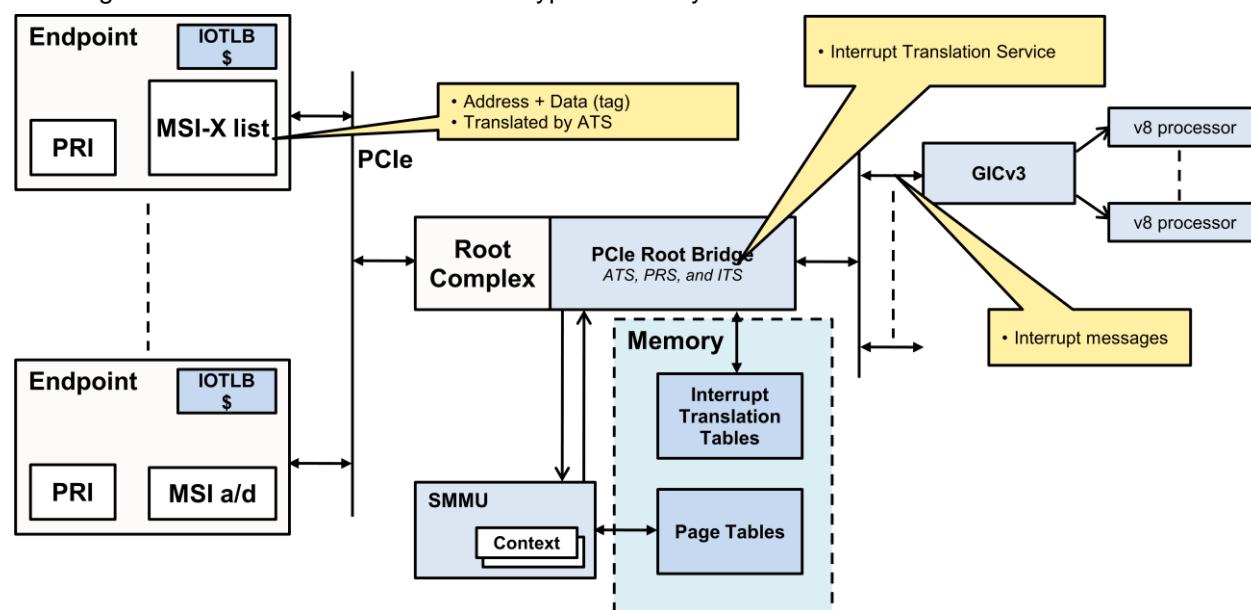 Endpoint
IOTLB
$
MSI-X list
PRI
• Address + Data (tag)
• Translated by ATS
PCIe
• Interrupt Translation Service
GICv3
v8 processor
v8 processor
Root
Complex
PCIe Root Bridge
ATS, PRS, and ITS
• Interrupt messages
Memory
Interrupt
Translation
Tables
Page Tables
SMMU
Context
Endpoint
IOTLB
$
PRI
MSI a/d